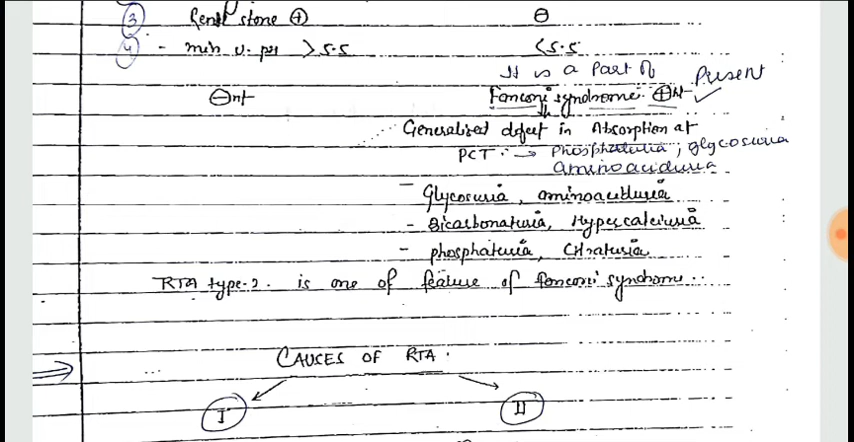 3 Renal stone ⊕ ⊖
4 - min u. pH >5.5 <5.5
It is a part of Present
⊖nt Fanconi syndrome. ⊕nt ✓
Generalised defect in Absorption at
PCT. → Phosphaturia, glycosuria
aminoaciduria
- Glycosuria, aminoaciduria
- Bicarbonaturia, Hypercalciuria
- phosphaturia, Citraturia
RTA type-2. is one of feature of fanconi syndrome..
⇒ CAUSES OF RTA.
I II